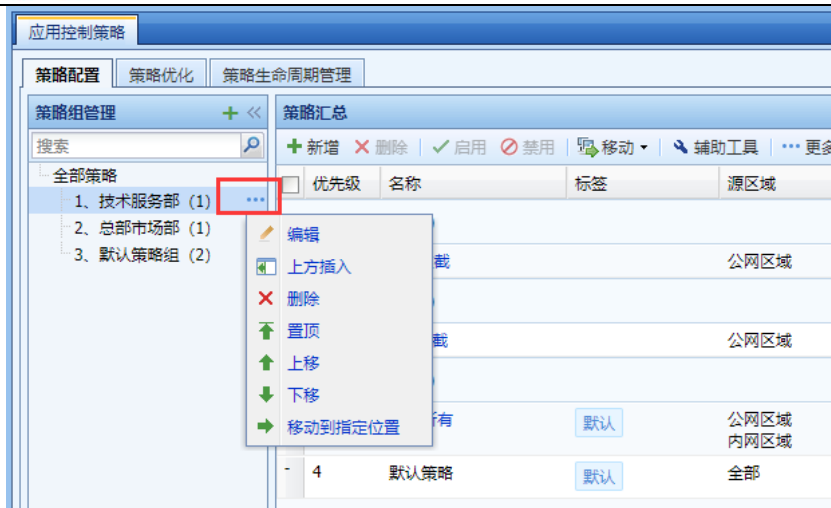 应用控制策略
策略配置 策略优化 策略生命周期管理
策略组管理 策略汇总
搜索 新增 删除 启用 禁用 移动 辅助工具 更多
优先级 名称 标签 源区域
全部策略
1、技术服务部 (1)
2、总部市场部 (1)
3、默认策略组 (2)
编辑
上方插入
删除
置顶
上移
下移
移动到指定位置
)
截 公网区域
)
截 公网区域
)
所有 默认 公网区域
内网区域
- 4 默认策略 默认 全部